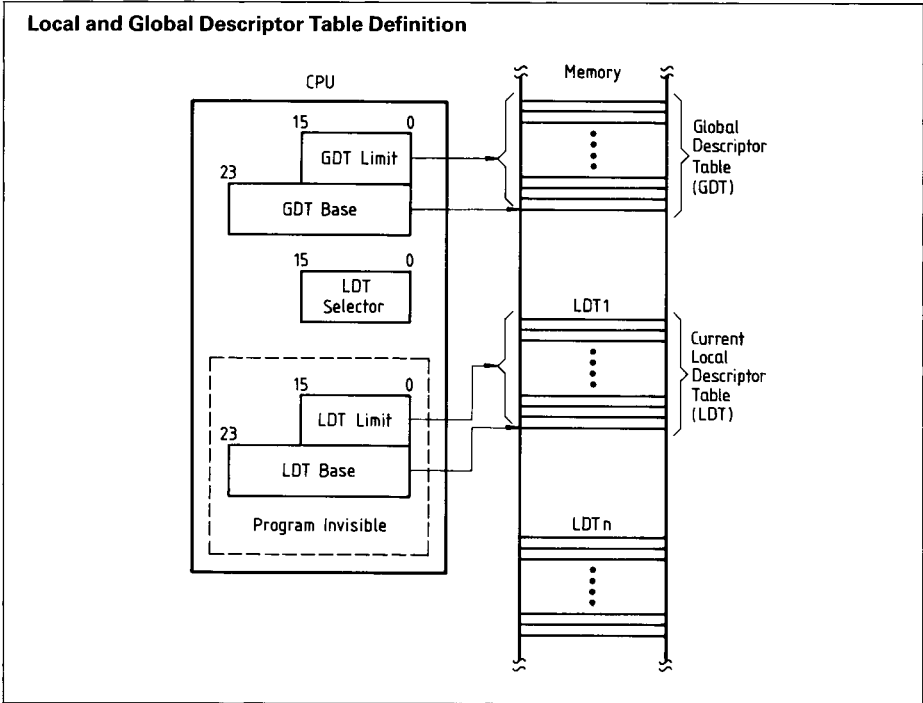 Local and Global Descriptor Table Definition
CPU
Memory
15 0
GDT Limit
23
GDT Base
Global
Descriptor
Table
(GDT)
15 0
LDT
Selector
LDT1
Current
Local
Descriptor
Table
(LDT)
15 0
LDT Limit
23
LDT Base
Program Invisible
LDTn